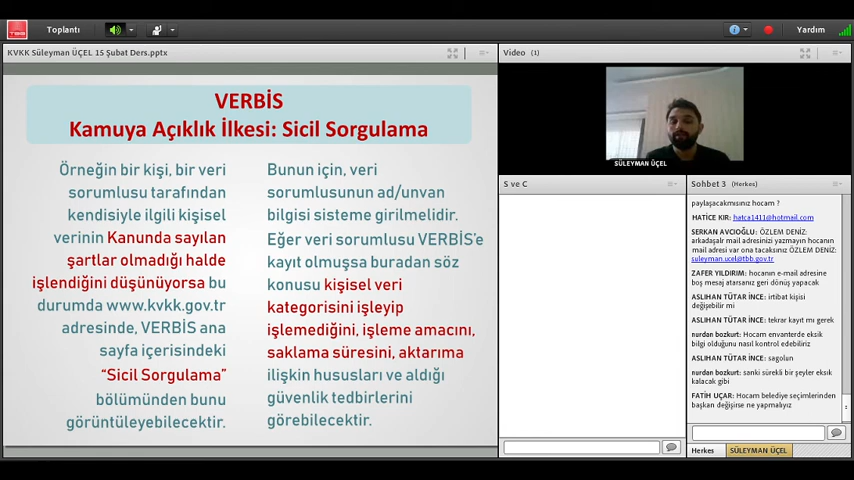 TBB
Toplantı
Yardım
KVKK Süleyman ÜÇEL 15 Şubat Ders.pptx
VERBİS
Kamuya Açıklık İlkesi: Sicil Sorgulama
Örneğin bir kişi, bir veri
sorumlusu tarafından
kendisiyle ilgili kişisel
verinin Kanunda sayılan
şartlar olmadığı halde
işlendiğini düşünüyorsa bu
durumda www.kvkk.gov.tr
adresinde, VERBİS ana
sayfa içerisindeki
“Sicil Sorgulama”
bölümünden bunu
görüntüleyebilecektir.
Bunun için, veri
sorumlusunun ad/unvan
bilgisi sisteme girilmelidir.
Eğer veri sorumlusu VERBİS’e
kayıt olmuşsa buradan söz
konusu kişisel veri
kategorisini işleyip
işlemediğini, işleme amacını,
saklama süresini, aktarıma
ilişkin hususları ve aldığı
güvenlik tedbirlerini
görebilecektir.
Video (1)
SÜLEYMAN ÜÇEL
S ve C
Sohbet 3 (Herkes)
paylaşacakmısınız hocam ?
HATİCE KIR: hatca1411@hotmail.com
SERKAN AVCIOĞLU: ÖZLEM DENİZ:
arkadaşalr mail adresinizi yazmayın hocanın
mail adresi var ona tacaksınız ÖZLEM DENİZ:
suleyman.ucel@tbb.gov.tr
ZAFER YILDIRIM: hocanın e-mail adresine
boş mesaj atarsanız geri dönüş yapacak
ASLIHAN TÜTAR İNCE: irtibat kişisi
değişebilir mi
ASLIHAN TÜTAR İNCE: tekrar kayıt mı gerek
nurdan bozkurt: Hocam envanterde eksik
bilgi olduğunu nasıl kontrol edebiliriz
ASLIHAN TÜTAR İNCE: sagolun
nurdan bozkurt: sanki sürekli bir şeyler eksik
kalacak gibi
FATİH UÇAR: Hocam belediye seçimlerinden
başkan değişirse ne yapmalıyız
Herkes
SÜLEYMAN ÜÇEL